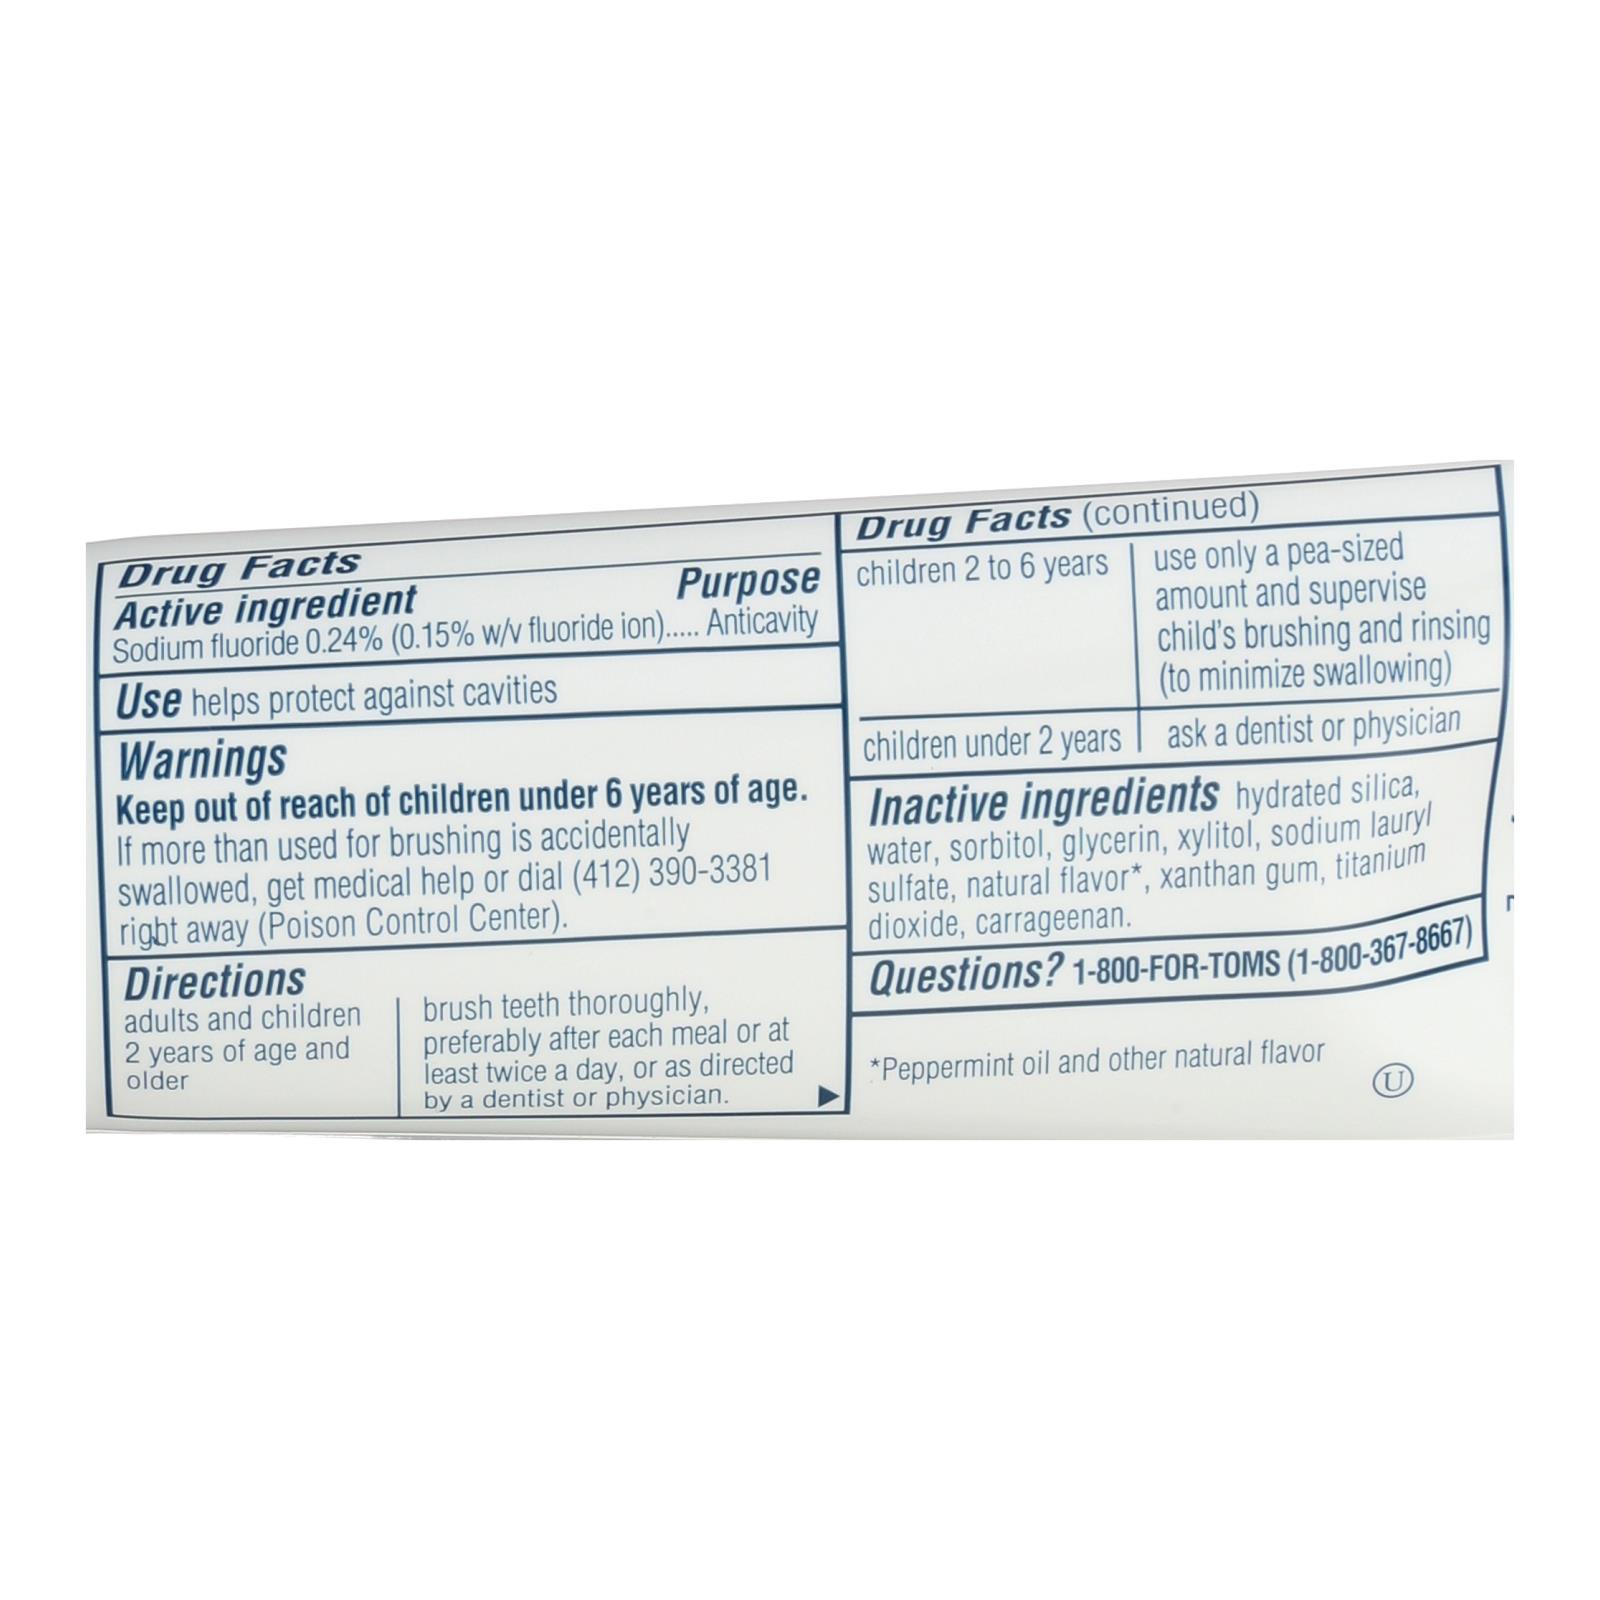 Drug Facts
Active ingredient Purpose
Sodium fluoride 0.24% (0.15% w/v fluoride ion)..... Anticavity
Use helps protect against cavities
Warnings
Keep out of reach of children under 6 years of age.
If more than used for brushing is accidentally
swallowed, get medical help or dial (412) 390-3381
right away (Poison Control Center).
Directions
adults and children
2 years of age and
older
brush teeth thoroughly,
preferably after each meal or at
least twice a day, or as directed
by a dentist or physician.
Drug Facts (continued)
children 2 to 6 years
use only a pea-sized
amount and supervise
child's brushing and rinsing
(to minimize swallowing)
children under 2 years
ask a dentist or physician
Inactive ingredients hydrated silica,
water, sorbitol, glycerin, xylitol, sodium lauryl
sulfate, natural flavor*, xanthan gum, titanium
dioxide, carrageenan.
Questions? 1-800-FOR-TOMS (1-800-367-8667)
*Peppermint oil and other natural flavor
U